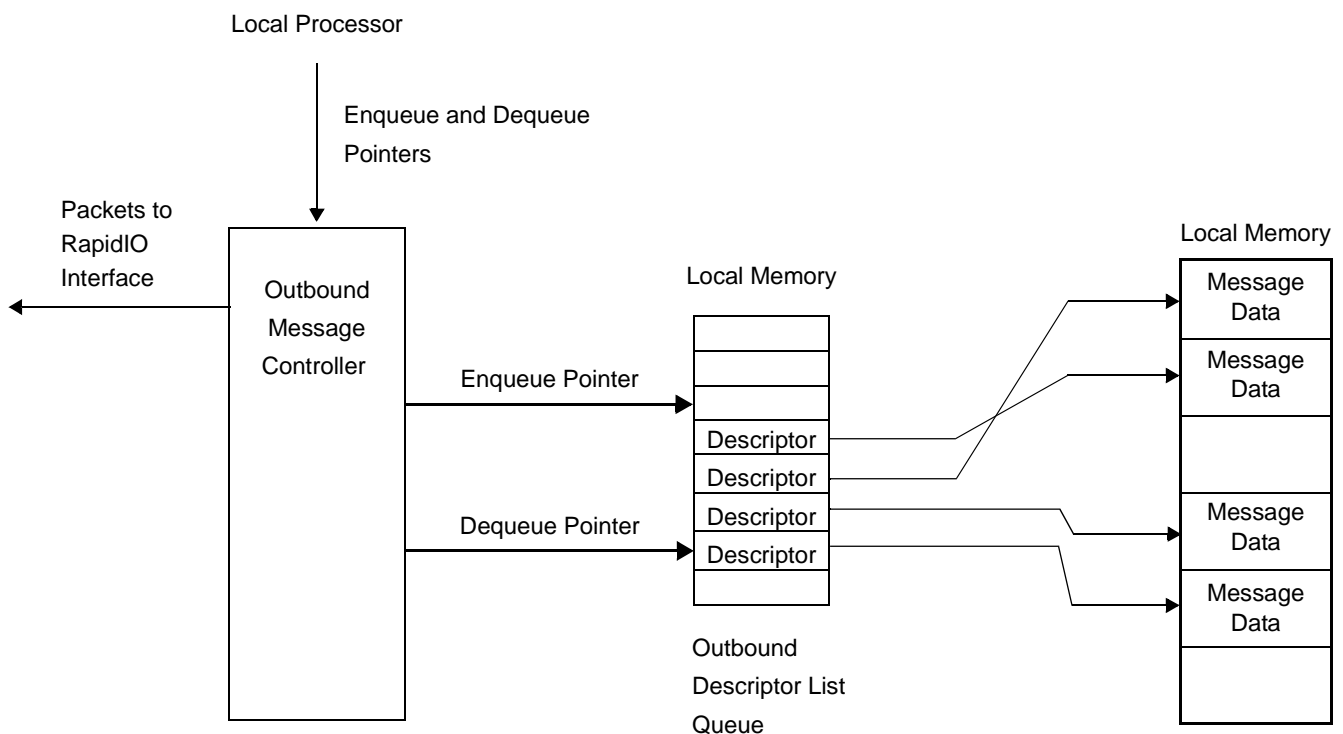 Local Processor
Enqueue and Dequeue
Pointers
Packets to
RapidIO
Interface
Outbound
Message
Controller
Enqueue Pointer
Dequeue Pointer
Local Memory
Descriptor
Descriptor
Descriptor
Descriptor
Outbound
Descriptor List
Queue
Local Memory
Message
Data
Message
Data
Message
Data
Message
Data